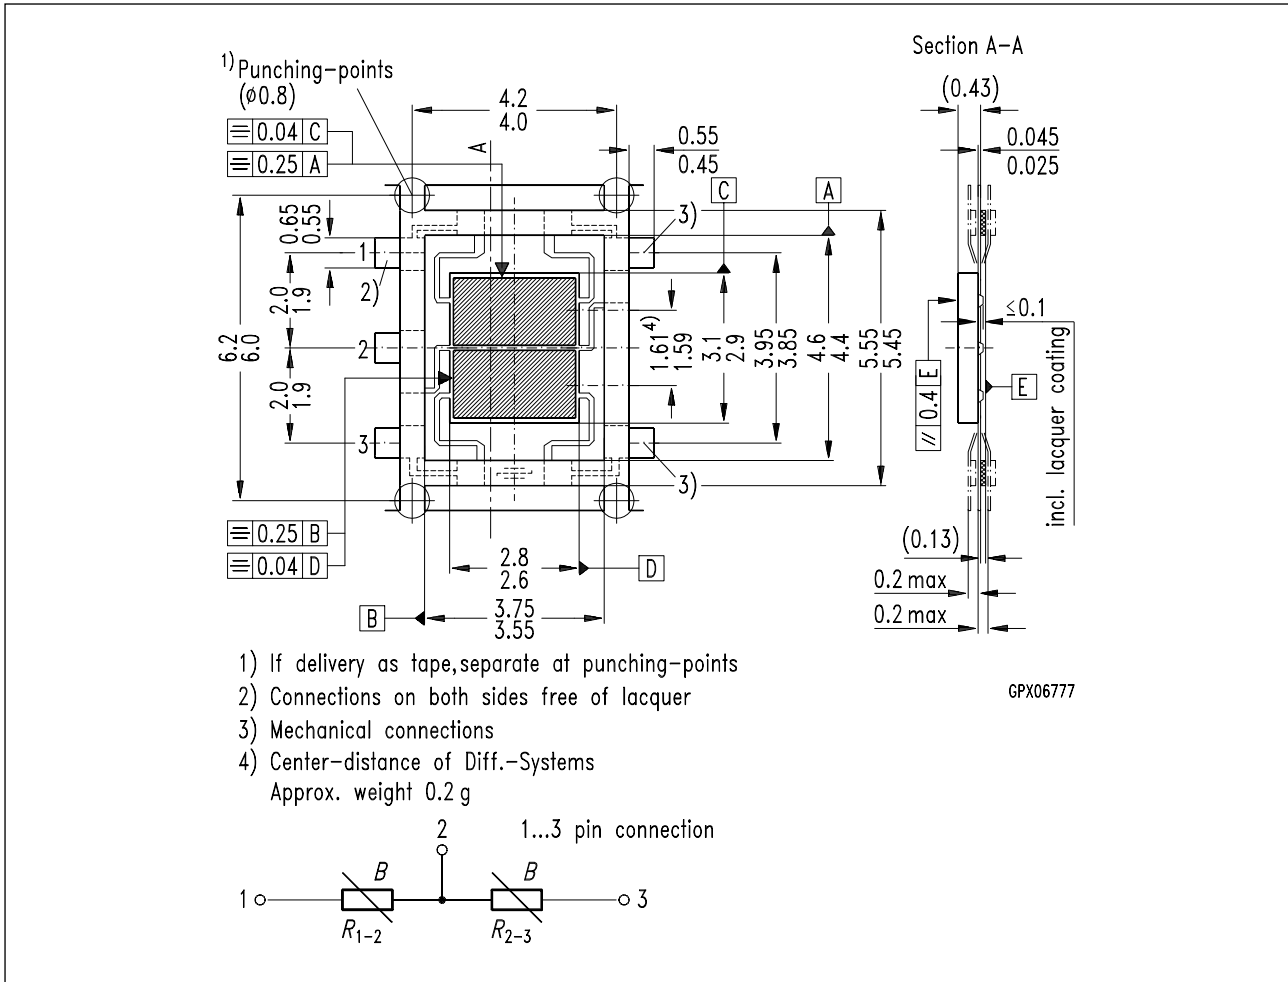 Section A–A
1) Punching–points
(ø0.8)
(0.43)
4.2
4.0
0.04 C
0.25 A
A
0.55
0.45
0.045
0.025
C
A
3)
0.65
0.55
1
2)
2.0
1.9
6.2
6.0
2
2.0
1.9
3
1.61 4)
1.59
3.1
2.9
3.95
3.85
4.6
4.4
5.55
5.45
≤0.1
// 0.4 E
E
incl. lacquer coating
3)
0.25 B
0.04 D
(0.13)
2.8
2.6
D
0.2 max
B
3.75
3.55
0.2 max
1) If delivery as tape,separate at punching–points
2) Connections on both sides free of lacquer
GPX06777
3) Mechanical connections
4) Center–distance of Diff.–Systems
Approx. weight 0.2 g
2
1...3 pin connection
B
B
1
3
R1–2
R2–3